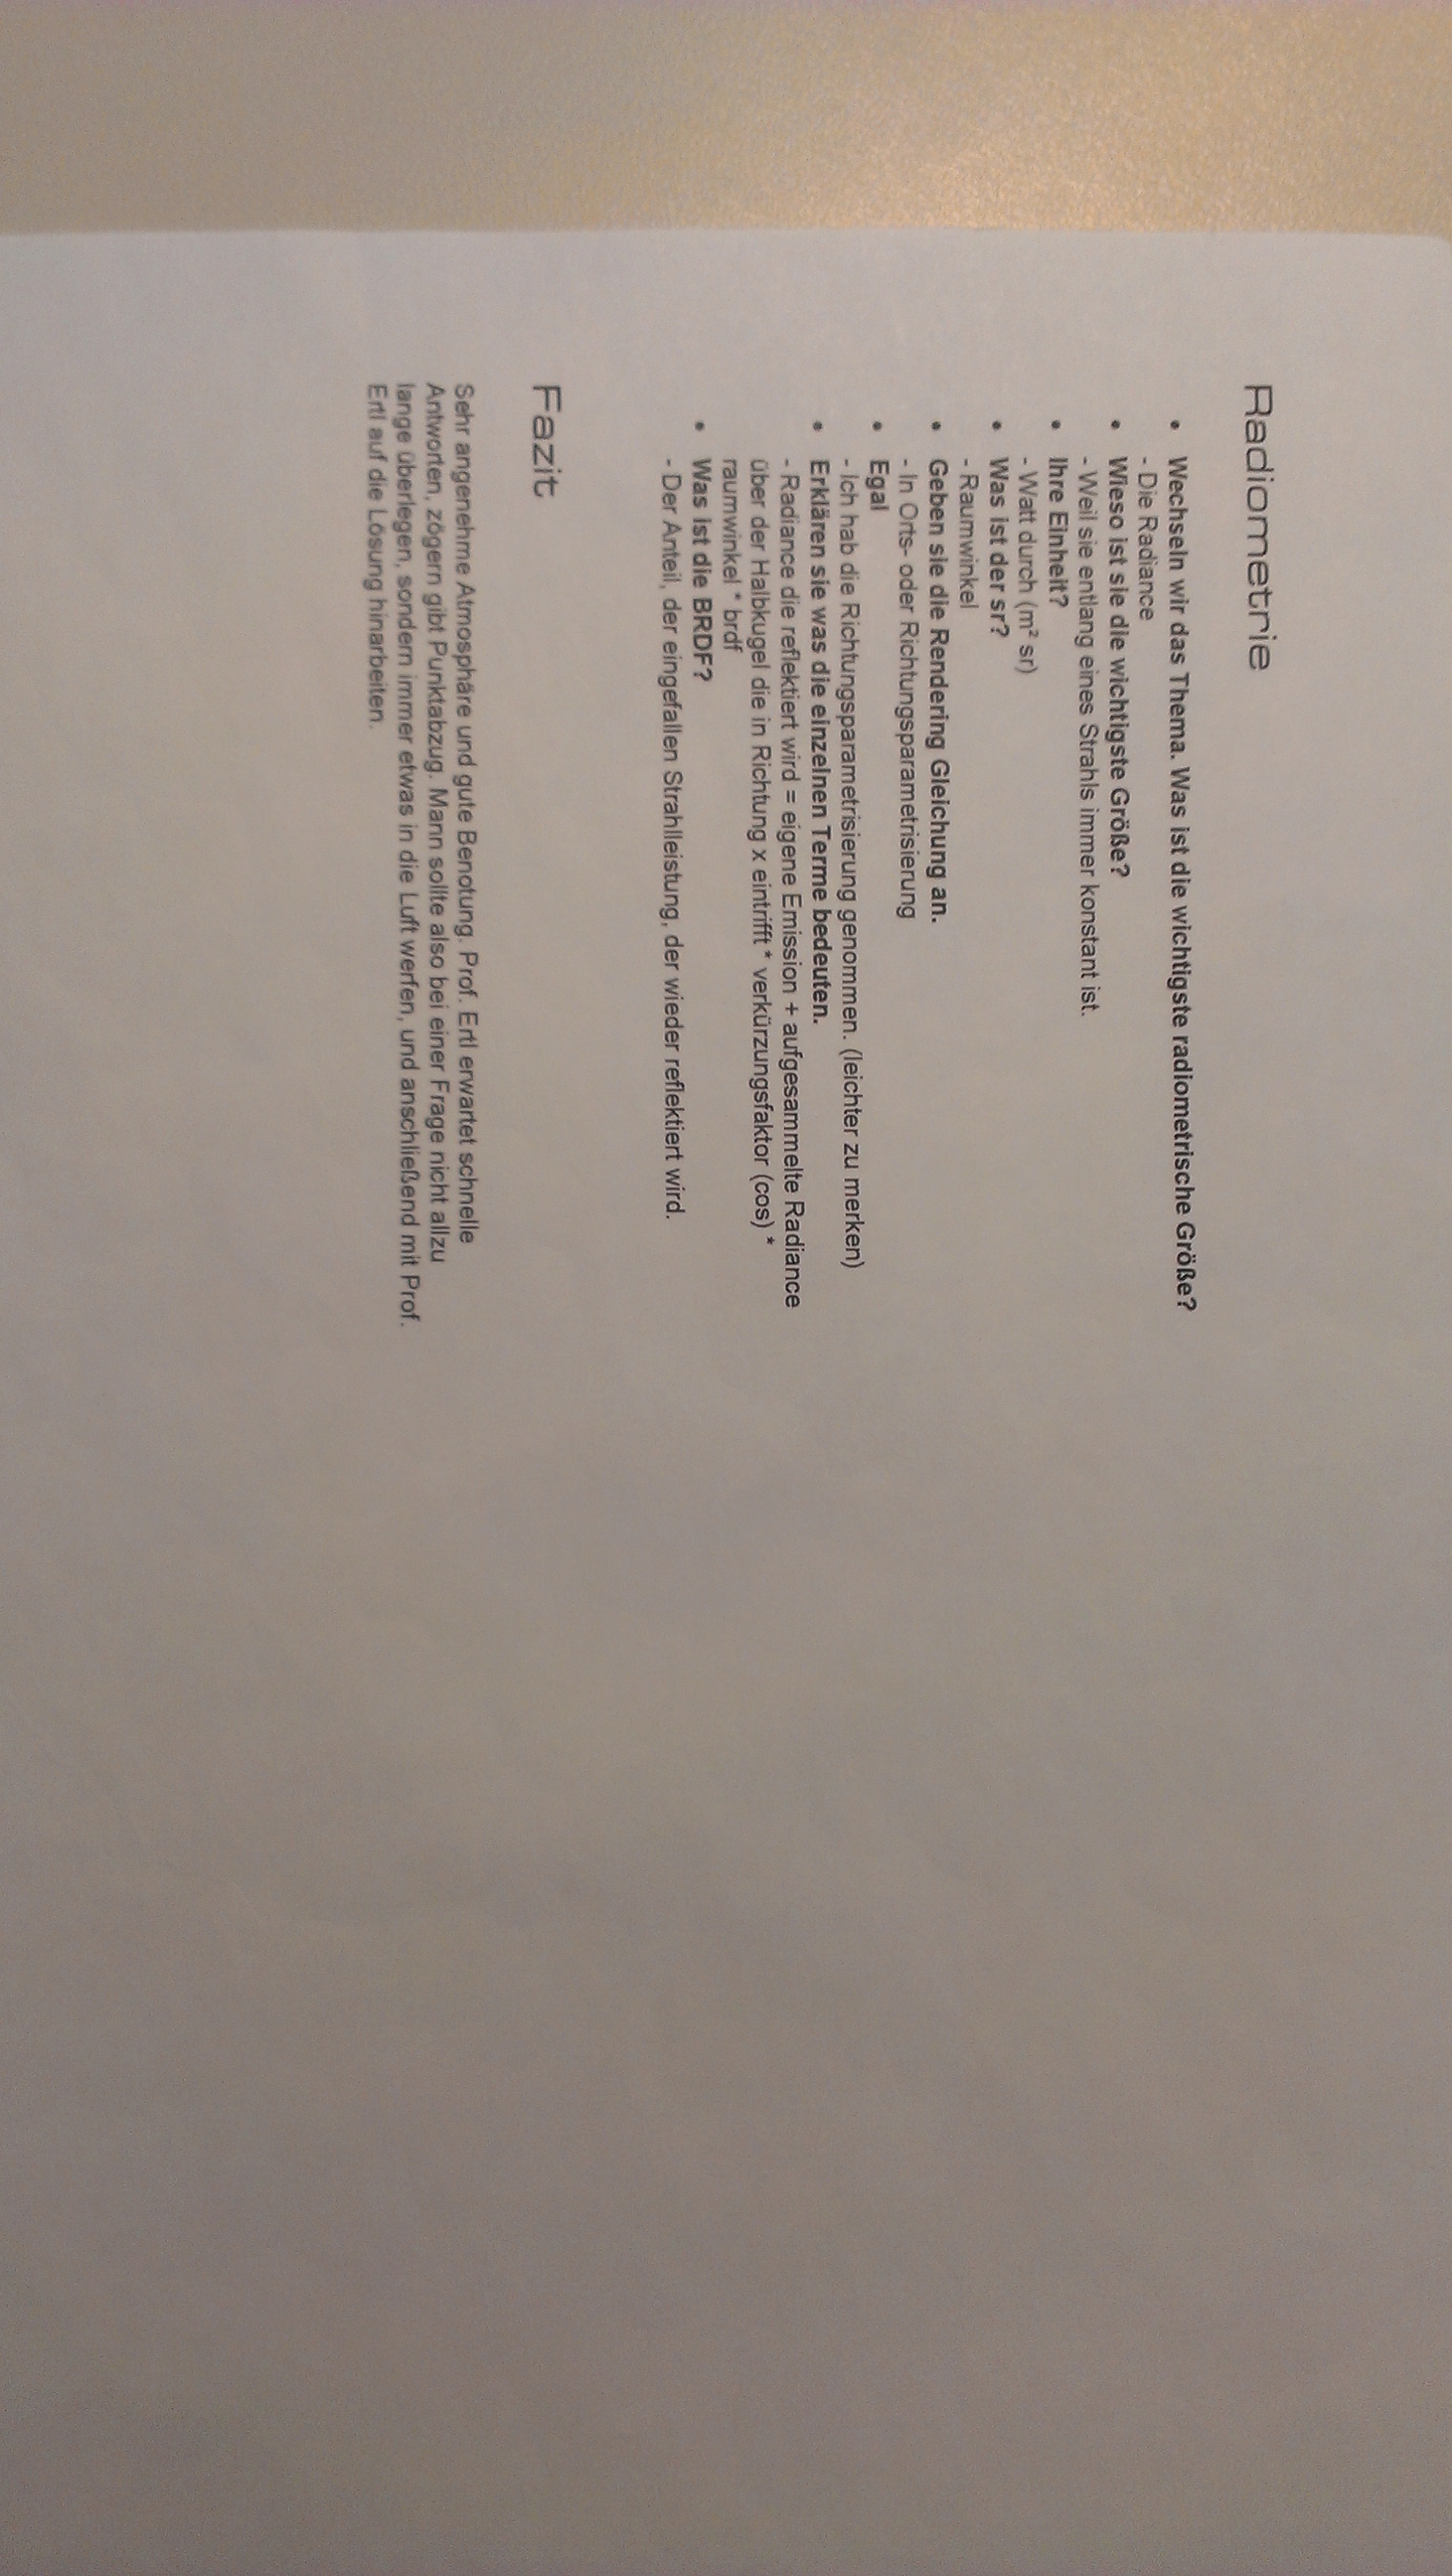 Radiometrie
• Wechseln wir das Thema. Was ist die wichtigste radiometrische Größe?
- Die Radiance
• Wieso ist sie die wichtigste Größe?
- Weil sie entlang eines Strahls immer konstant ist.
• Ihre Einheit?
- Watt durch (m² sr)
• Was ist der sr?
- Raumwinkel
• Geben sie die Rendering Gleichung an.
- In Orts- oder Richtungsparametrisierung
• Egal
- Ich hab die Richtungsparametrisierung genommen. (leichter zu merken)
• Erklären sie was die einzelnen Terme bedeuten.
- Radiance die reflektiert wird = eigene Emission + aufgesammelte Radiance
über der Halbkugel die in Richtung x eintrifft * verkürzungsfaktor (cos) *
raumwinkel * brdf
• Was ist die BRDF?
- Der Anteil, der eingefallen Strahlleistung, der wieder reflektiert wird.
Fazit
Sehr angenehme Atmosphäre und gute Benotung. Prof. Ertl erwartet schnelle
Antworten, zögern gibt Punktabzug. Mann sollte also bei einer Frage nicht allzu
lange überlegen, sondern immer etwas in die Luft werfen, und anschließend mit Prof.
Ertl auf die Lösung hinarbeiten.